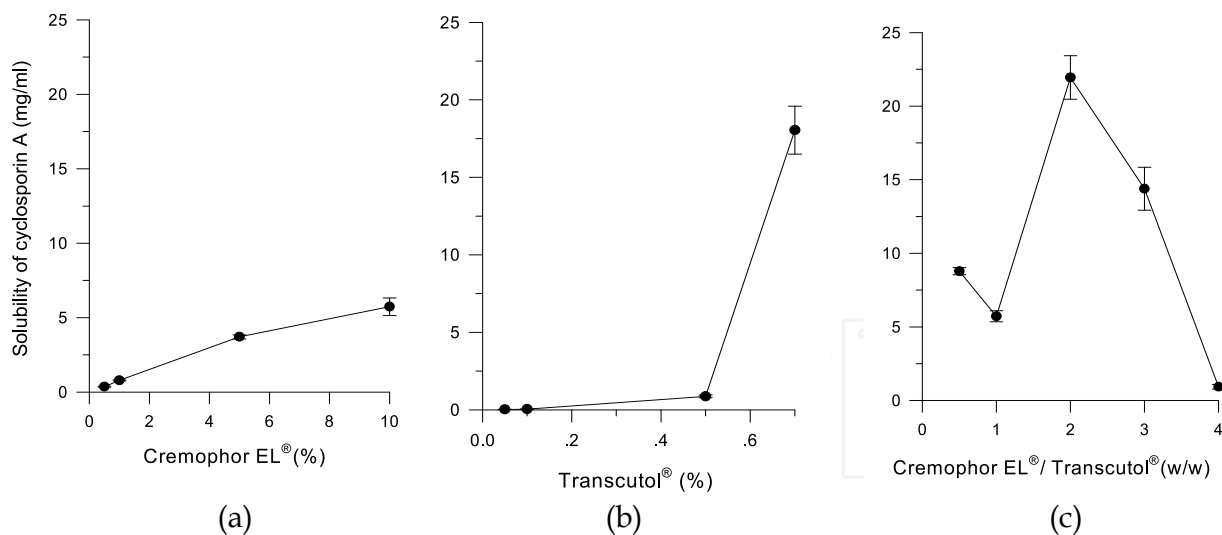 Solubility of cyclosporin A (mg/ml)
25
20
15
10
5
0
0 2 4 6 8 10
Cremophor EL®(%)
(a)
25
20
15
10
5
0
0.0 .2 .4 .6
Transcutol® (%)
(b)
25
20
15
10
5
0
0 1 2 3 4
Cremophor EL®/ Transcutol®(w/w)
(c)